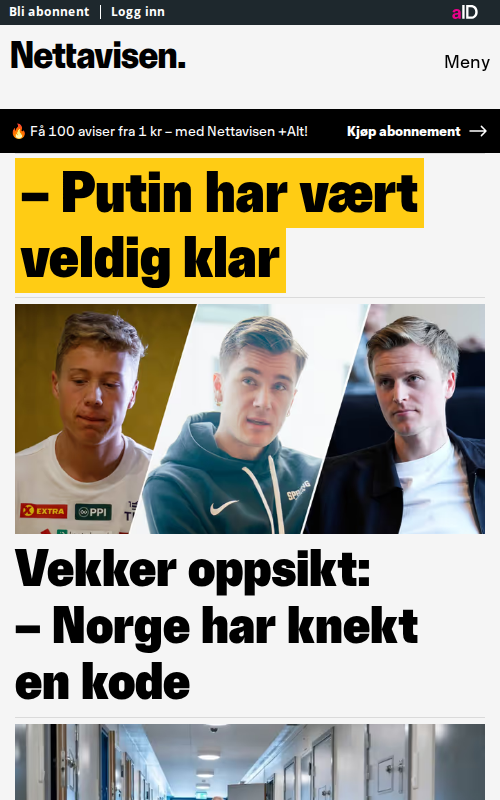 Bli abonnent | Logg inn
aID
Nettavisen.
Meny
🔥 Få 100 aviser fra 1 kr – med Nettavisen +Alt!
Kjøp abonnement →
– Putin har vært
veldig klar
EXTRA
PPI
Vekker oppsikt:
– Norge har knekt
en kode